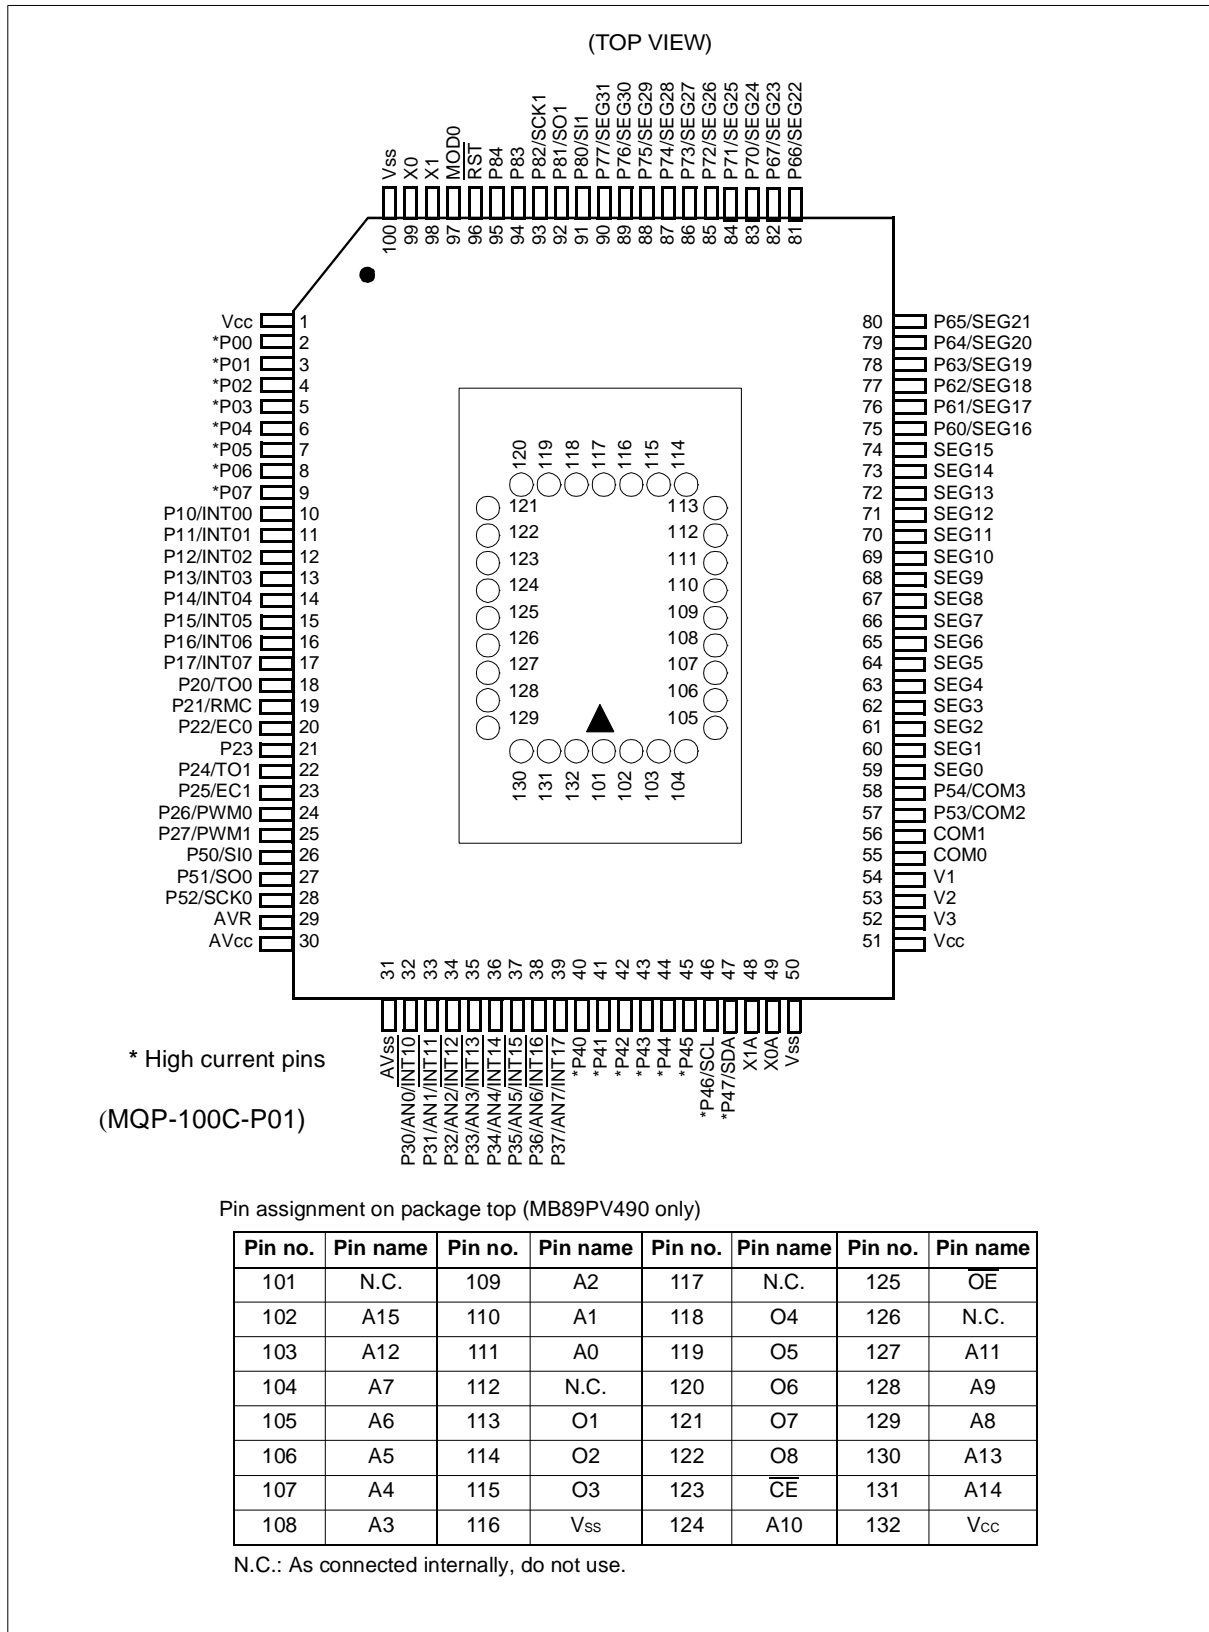 (TOP VIEW)
Vss
X0
X1
MOD0
RST
P84
P83
P82/SCK1
P81/SO1
P80/SI1
P77/SEG31
P76/SEG30
P75/SEG29
P74/SEG28
P73/SEG27
P72/SEG26
P71/SEG25
P70/SEG24
P67/SEG23
P66/SEG22
100 99 98 97 96 95 94 93 92 91 90 89 88 87 86 85 84 83 82 81
Vcc 1
*P00 2
*P01 3
*P02 4
*P03 5
*P04 6
*P05 7
*P06 8
*P07 9
P10/INT00 10
P11/INT01 11
P12/INT02 12
P13/INT03 13
P14/INT04 14
P15/INT05 15
P16/INT06 16
P17/INT07 17
P20/TO0 18
P21/RMC 19
P22/EC0 20
P23 21
P24/TO1 22
P25/EC1 23
P26/PWM0 24
P27/PWM1 25
P50/SI0 26
P51/SO0 27
P52/SCK0 28
AVR 29
AVcc 30
120 119 118 117 116 115 114
121 113
122 112
123 111
124 110
125 109
126 108
127 107
128 106
129 105
130 131 132 101 102 103 104
80 P65/SEG21
79 P64/SEG20
78 P63/SEG19
77 P62/SEG18
76 P61/SEG17
75 P60/SEG16
74 SEG15
73 SEG14
72 SEG13
71 SEG12
70 SEG11
69 SEG10
68 SEG9
67 SEG8
66 SEG7
65 SEG6
64 SEG5
63 SEG4
62 SEG3
61 SEG2
60 SEG1
59 SEG0
58 P54/COM3
57 P53/COM2
56 COM1
55 COM0
54 V1
53 V2
52 V3
51 Vcc
31 32 33 34 35 36 37 38 39 40 41 42 43 44 45 46 47 48 49 50
AVss
P30/AN0/INT10
P31/AN1/INT11
P32/AN2/INT12
P33/AN3/INT13
P34/AN4/INT14
P35/AN5/INT15
P36/AN6/INT16
P37/AN7/INT17
*P40
*P41
*P42
*P43
*P44
*P45
*P46/SCL
*P47/SDA
X1A
X0A
Vss
* High current pins
(MQP-100C-P01)
Pin assignment on package top (MB89PV490 only)
Pin no. Pin name Pin no. Pin name Pin no. Pin name Pin no. Pin name
101 N.C. 109 A2 117 N.C. 125 OE
102 A15 110 A1 118 O4 126 N.C.
103 A12 111 A0 119 O5 127 A11
104 A7 112 N.C. 120 O6 128 A9
105 A6 113 O1 121 O7 129 A8
106 A5 114 O2 122 O8 130 A13
107 A4 115 O3 123 CE 131 A14
108 A3 116 Vss 124 A10 132 Vcc
N.C.: As connected internally, do not use.